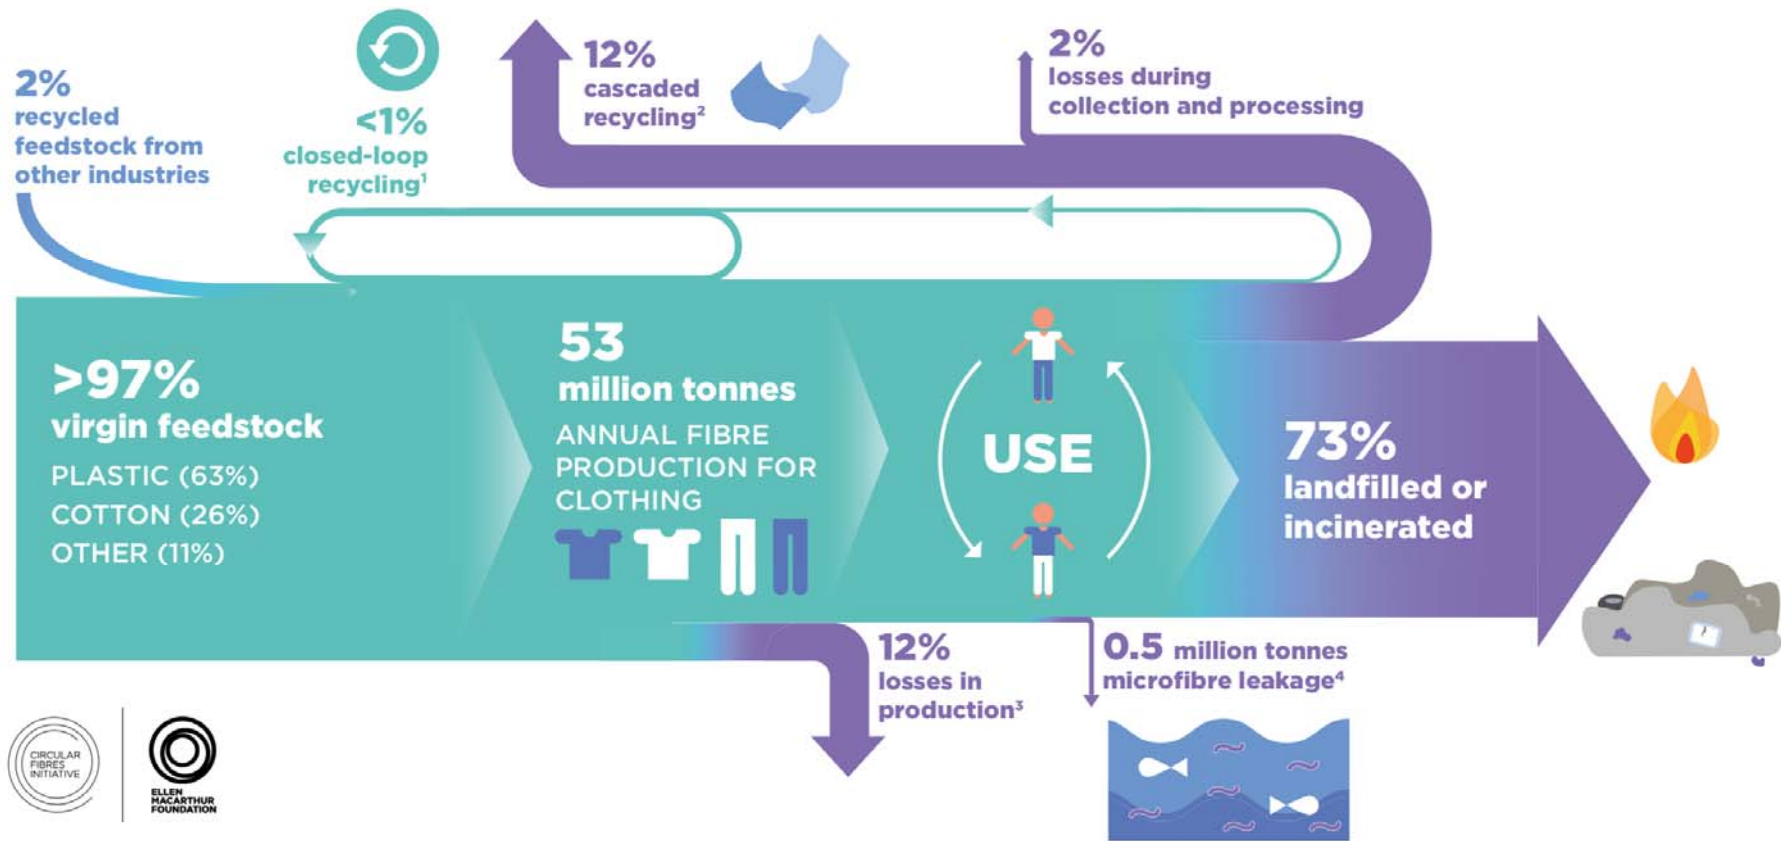 2%
recycled
feedstock from
other industries
<1%
closed-loop
recycling¹
12%
cascaded
recycling²
2%
losses during
collection and processing
>97%
virgin feedstock
PLASTIC (63%)
COTTON (26%)
OTHER (11%)
53
million tonnes
ANNUAL FIBRE
PRODUCTION FOR
CLOTHING
USE
73%
landfilled or
incinerated
12%
losses in
production³
0.5 million tonnes
microfibre leakage⁴
CIRCULAR
FIBRES
INITIATIVE
ELLEN
MACARTHUR
FOUNDATION